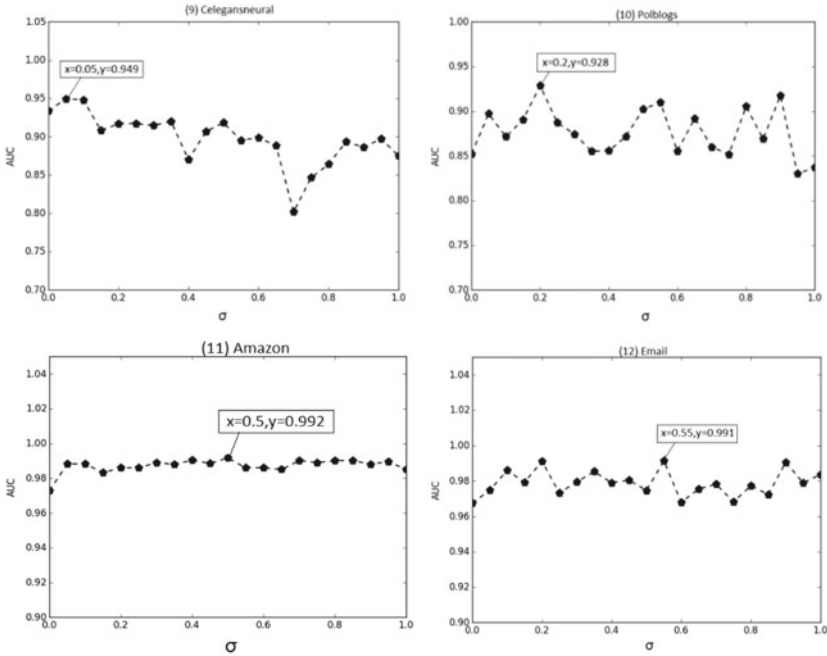 (9) Celegansneural
1.05
1.00
0.95
0.90
0.85
0.80
0.75
0.70
AUC
x=0.05,y=0.949
0.0 0.2 0.4 0.6 0.8 1.0
σ
(10) Polblogs
1.00
0.95
0.90
0.85
0.80
0.75
0.70
AUC
x=0.2,y=0.928
0.0 0.2 0.4 0.6 0.8 1.0
σ
(11) Amazon
1.04
1.02
1.00
0.98
0.96
0.94
0.92
0.90
AUC
x=0.5,y=0.992
0.0 0.2 0.4 0.6 0.8 1.0
σ
(12) Email
1.04
1.02
1.00
0.98
0.96
0.94
0.92
0.90
AUC
x=0.55,y=0.991
0.0 0.2 0.4 0.6 0.8 1.0
σ